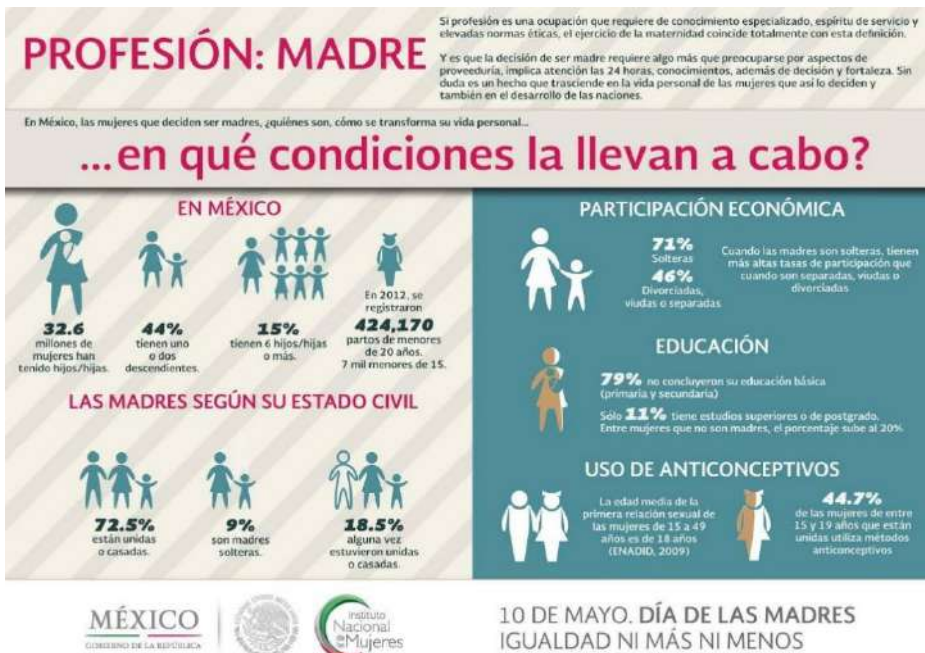 PROFESIÓN: MADRE
Si profesión es una ocupación que requiere de conocimiento especializado, espíritu de servicio y
elevadas normas éticas, el ejercicio de la maternidad coincide totalmente con esta definición.
Y es que la decisión de ser madre requiere algo más que preocuparse por aspectos de
proveeduría, implica atención las 24 horas, conocimientos, además de decisión y fortaleza. Sin
duda es un hecho que trasciende en la vida personal de las mujeres que así lo deciden y
también en el desarrollo de las naciones.
En México, las mujeres que deciden ser madres, ¿quiénes son, cómo se transforma su vida personal...
...en qué condiciones la llevan a cabo?
EN MÉXICO
32.6
millones de
mujeres han
tenido hijos/hijas.
44%
tienen uno
o dos
descendientes.
15%
tienen 6 hijos/hijas
o más.
En 2012, se
registraron
424,170
partos de menores
de 20 años.
7 mil menores de 15.
LAS MADRES SEGÚN SU ESTADO CIVIL
72.5%
están unidas
o casadas.
9%
son madres
solteras.
18.5%
alguna vez
estuvieron unidas
o casadas.
PARTICIPACIÓN ECONÓMICA
71%
Solteras
46%
Divorciadas,
viudas o separadas
Cuando las madres son solteras, tienen
más altas tasas de participación que
cuando son separadas, viudas o
divorciadas
EDUCACIÓN
79% no concluyeron su educación básica
(primaria y secundaria)
Sólo 11% tiene estudios superiores o de postgrado.
Entre mujeres que no son madres, el porcentaje sube al 20%
USO DE ANTICONCEPTIVOS
La edad media de la
primera relación sexual de
las mujeres de 15 a 49
años es de 18 años
(ENADID, 2009)
44.7%
de las mujeres de entre
15 y 19 años que están
unidas utiliza métodos
anticonceptivos
MÉXICO
GOBIERNO DE LA REPÚBLICA
Instituto
Nacional
de las Mujeres
10 DE MAYO. DÍA DE LAS MADRES
IGUALDAD NI MÁS NI MENOS